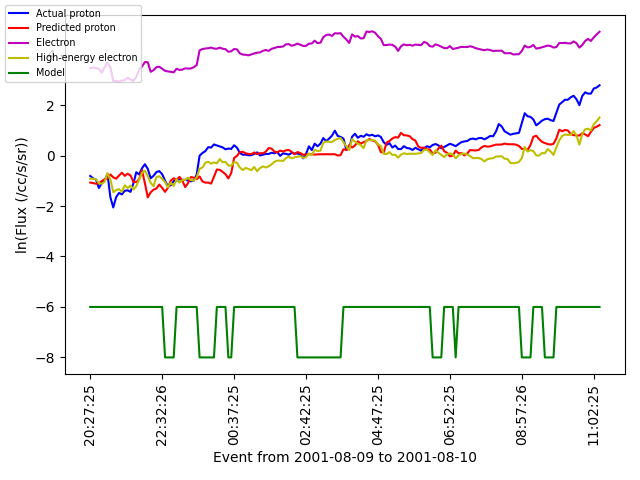 Actual proton
Predicted proton
Electron
High-energy electron
Model
2
0
−2
−4
−6
−8
ln(Flux (/cc/s/sr))
20:27:25
22:32:26
00:37:25
02:42:25
04:47:25
06:52:25
08:57:26
11:02:25
Event from 2001-08-09 to 2001-08-10